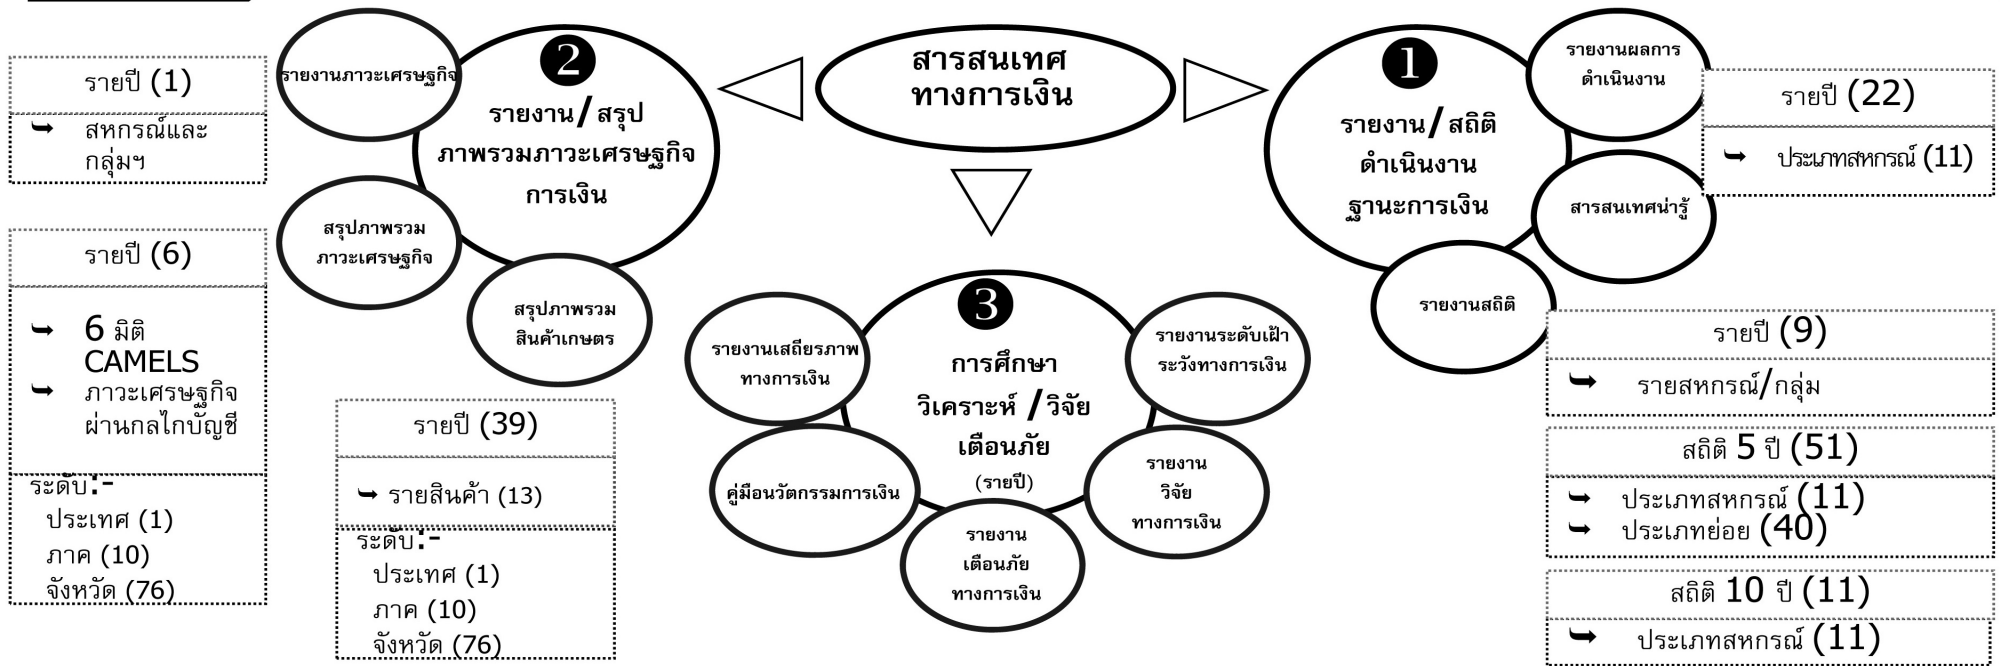 สารสนเทศ
ทางการเงิน
1
รายงาน/สถิติ
ดำเนินงาน
ฐานะการเงิน
รายงานผลการ
ดำเนินงาน
สารสนเทศน่ารู้
รายงานสถิติ
รายปี (22)
➥ ประเภทสหกรณ์ (11)
รายปี (9)
➥ รายสหกรณ์/กลุ่ม
สถิติ 5 ปี (51)
➥ ประเภทสหกรณ์ (11)
➥ ประเภทย่อย (40)
สถิติ 10 ปี (11)
➥ ประเภทสหกรณ์ (11)
2
รายงาน/สรุป
ภาพรวมภาวะเศรษฐกิจ
การเงิน
รายงานภาวะเศรษฐกิจ
สรุปภาพรวม
ภาวะเศรษฐกิจ
สรุปภาพรวม
สินค้าเกษตร
รายปี (1)
➥ สหกรณ์และ
กลุ่มฯ
รายปี (6)
➥ 6 มิติ
CAMELS
➥ ภาวะเศรษฐกิจ
ผ่านกลไกบัญชี
ระดับ:-
ประเทศ (1)
ภาค (10)
จังหวัด (76)
รายปี (39)
➥ รายสินค้า (13)
ระดับ:-
ประเทศ (1)
ภาค (10)
จังหวัด (76)
3
การศึกษา
วิเคราะห์ /วิจัย
เตือนภัย
(รายปี)
รายงานเสถียรภาพ
ทางการเงิน
คู่มือนวัตกรรมการเงิน
รายงาน
เตือนภัย
ทางการเงิน
รายงาน
วิจัย
ทางการเงิน
รายงานระดับเฝ้า
ระวังทางการเงิน